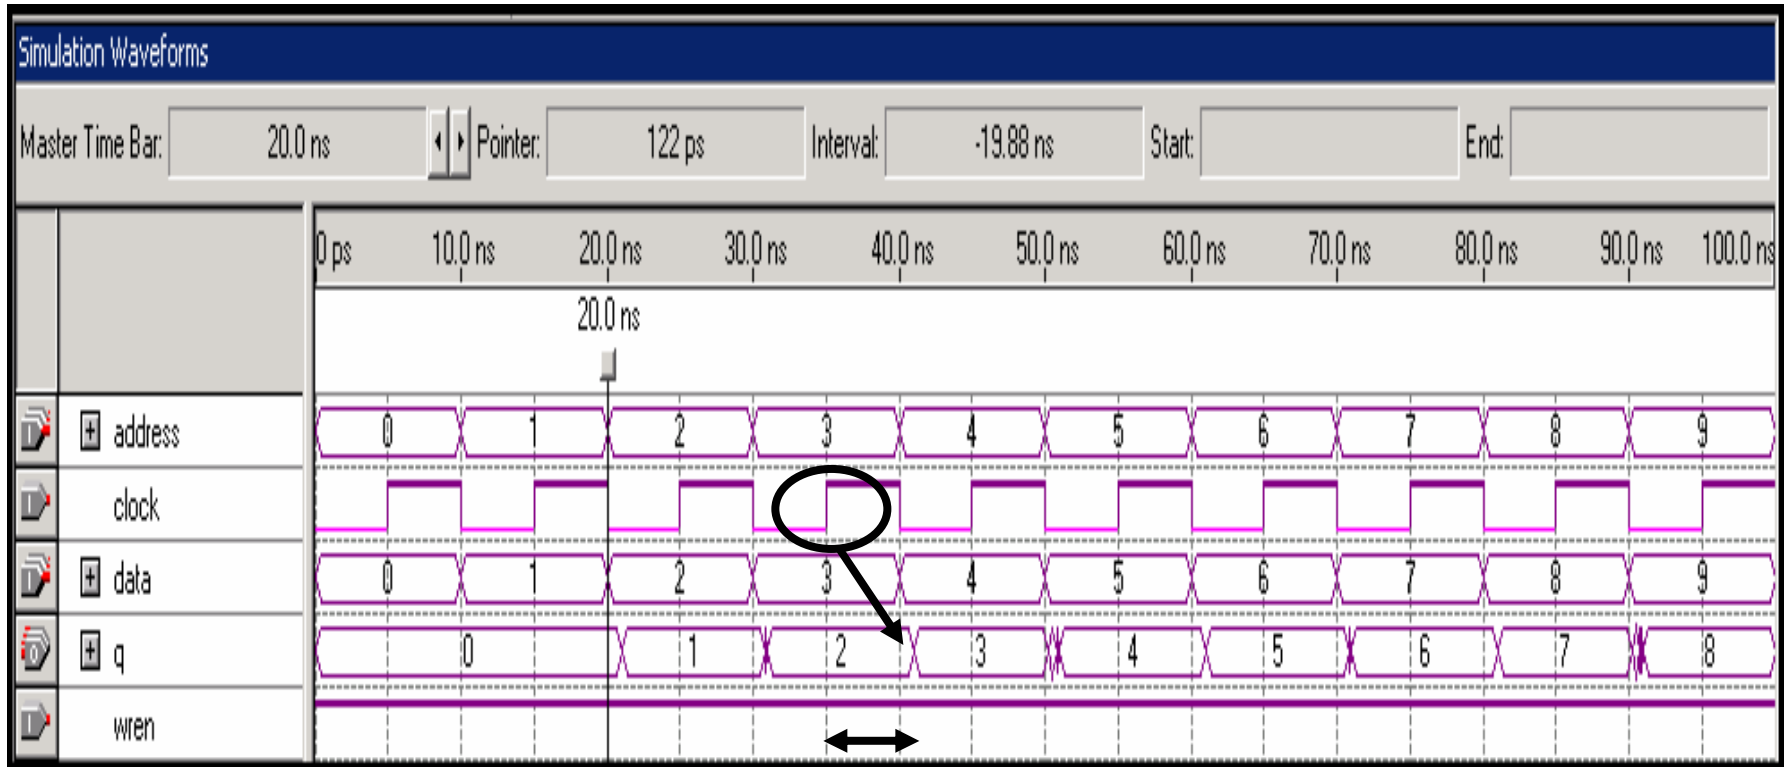 Simulation Waveforms
Master Time Bar: 20.0 ns Pointer: 122 ps Interval: -19.88 ns Start: End:
0 ps 10.0 ns 20.0 ns 30.0 ns 40.0 ns 50.0 ns 60.0 ns 70.0 ns 80.0 ns 90.0 ns 100.0 ns
20.0 ns
address 0 1 2 3 4 5 6 7 8 9
clock
data 0 1 2 3 4 5 6 7 8 9
q 0 1 2 3 4 5 6 7 8
wren